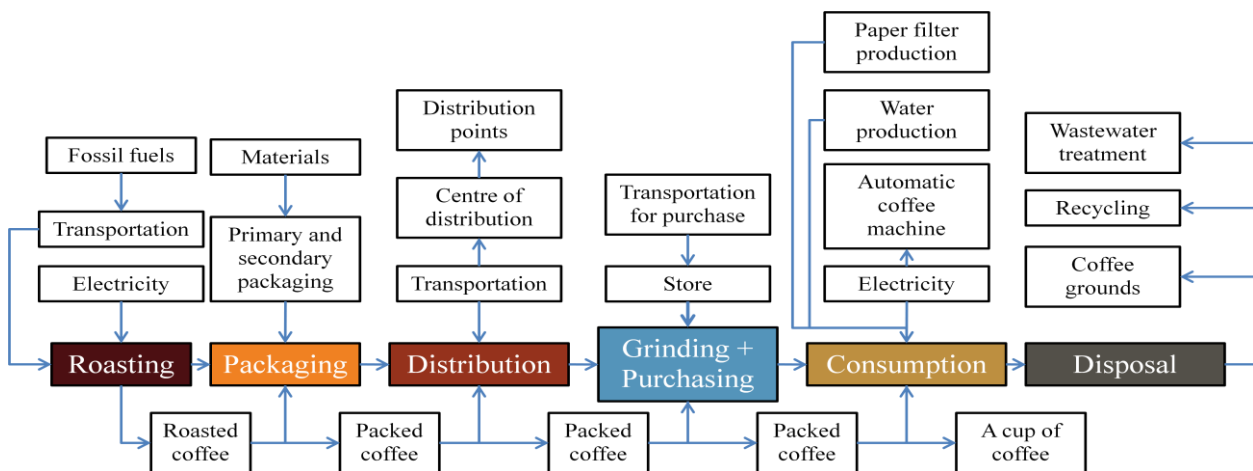 Paper filter
production
Distribution
points
Water
production
Wastewater
treatment
Fossil fuels
Materials
Centre of
distribution
Transportation
for purchase
Automatic
coffee
machine
Recycling
Transportation
Primary and
secondary
packaging
Electricity
Transportation
Store
Electricity
Coffee
grounds
Roasting
Packaging
Distribution
Grinding +
Purchasing
Consumption
Disposal
Roasted
coffee
Packed
coffee
Packed
coffee
Packed
coffee
A cup of
coffee